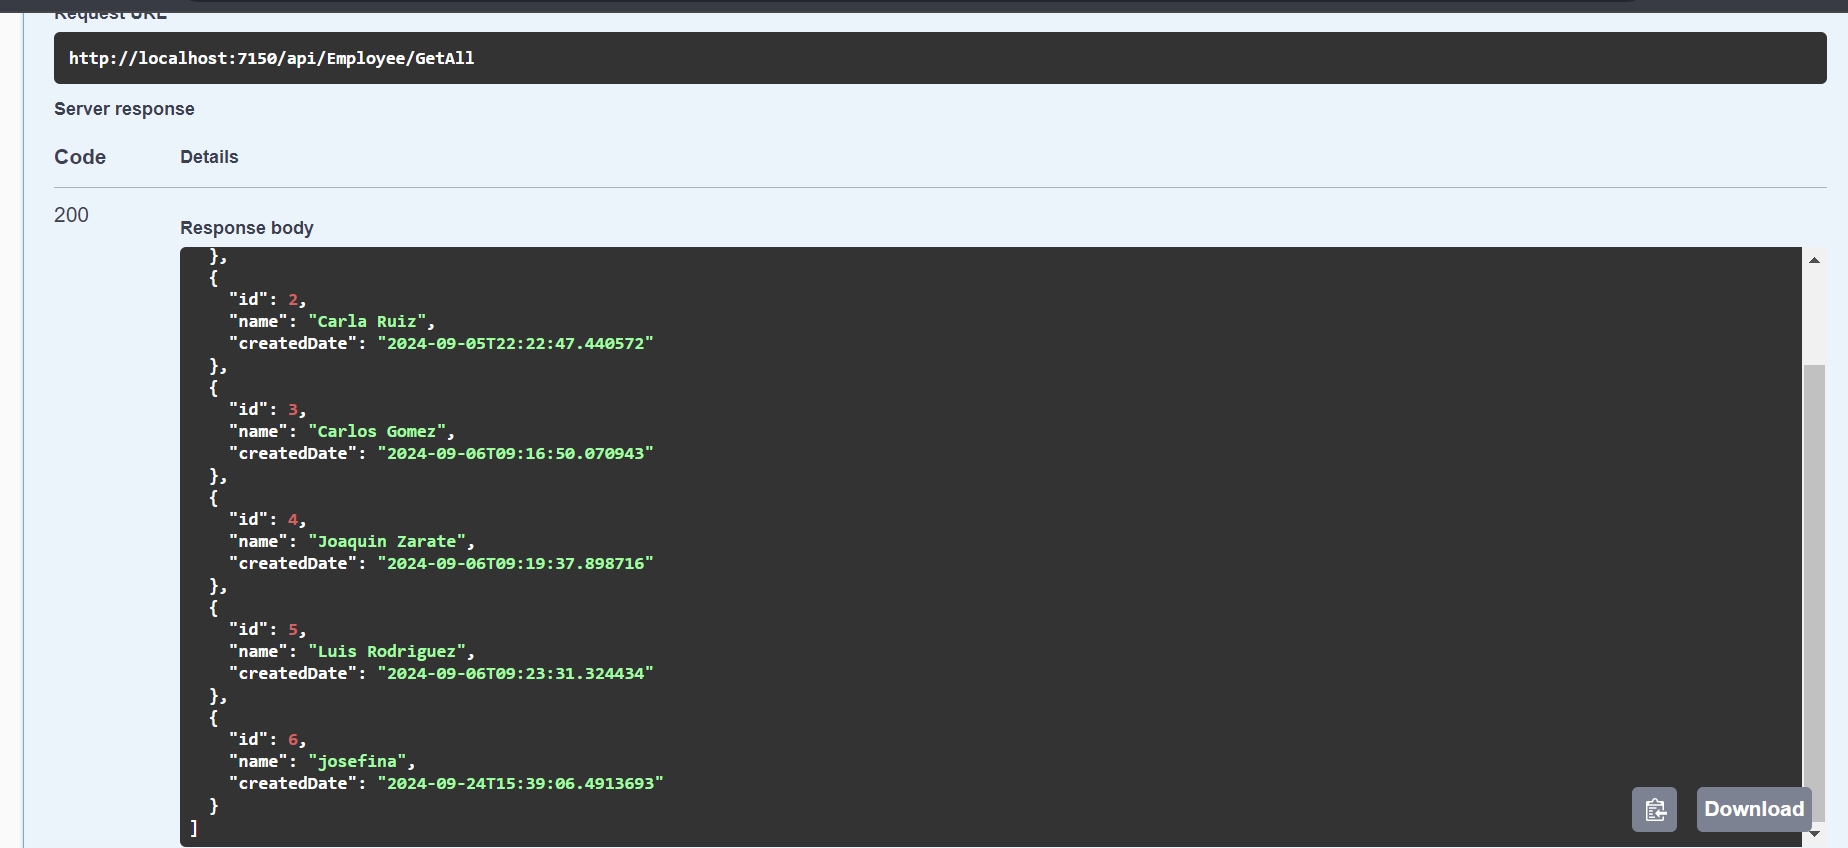 Request URL
http://localhost:7150/api/Employee/GetAll
Server response
Code Details
200
Response body
},
{
"id": 2,
"name": "Carla Ruiz",
"createdDate": "2024-09-05T22:22:47.440572"
},
{
"id": 3,
"name": "Carlos Gomez",
"createdDate": "2024-09-06T09:16:50.070943"
},
{
"id": 4,
"name": "Joaquin Zarate",
"createdDate": "2024-09-06T09:19:37.898716"
},
{
"id": 5,
"name": "Luis Rodriguez",
"createdDate": "2024-09-06T09:23:31.324434"
},
{
"id": 6,
"name": "josefina",
"createdDate": "2024-09-24T15:39:06.4913693"
}
]
Download